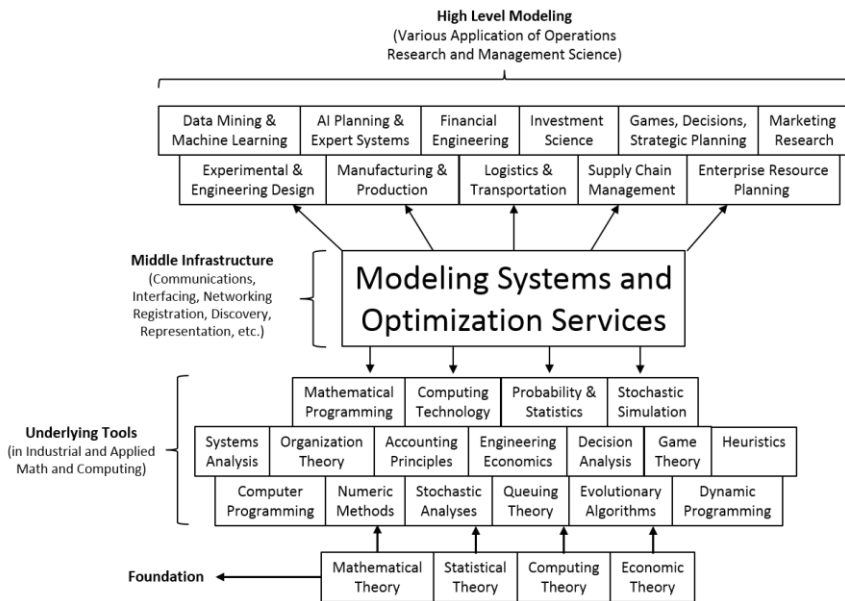 High Level Modeling
(Various Application of Operations
Research and Management Science)
Data Mining &
Machine Learning
AI Planning &
Expert Systems
Financial
Engineering
Investment
Science
Games, Decisions,
Strategic Planning
Marketing
Research
Experimental &
Engineering Design
Manufacturing &
Production
Logistics &
Transportation
Supply Chain
Management
Enterprise Resource
Planning
Middle Infrastructure
(Communications,
Interfacing, Networking
Registration, Discovery,
Representation, etc.)
Modeling Systems and
Optimization Services
Underlying Tools
(in Industrial and Applied
Math and Computing)
Mathematical
Programming
Computing
Technology
Probability &
Statistics
Stochastic
Simulation
Systems
Analysis
Organization
Theory
Accounting
Principles
Engineering
Economics
Decision
Analysis
Game
Theory
Heuristics
Computer
Programming
Numeric
Methods
Stochastic
Analyses
Queuing
Theory
Evolutionary
Algorithms
Dynamic
Programming
Foundation
Mathematical
Theory
Statistical
Theory
Computing
Theory
Economic
Theory